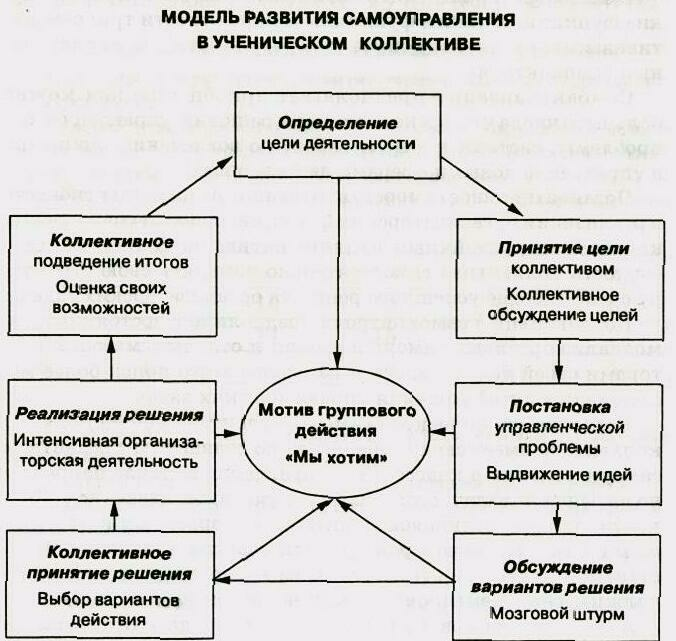 МОДЕЛЬ РАЗВИТИЯ САМОУПРАВЛЕНИЯ
В УЧЕНИЧЕСКОМ КОЛЛЕКТИВЕ
Определение
цели деятельности
Принятие цели
коллективом
Коллективное
обсуждение целей
Постановка
управленческой
проблемы
Выдвижение идей
Обсуждение
вариантов решения
Мозговой штурм
Коллективное
принятие решения
Выбор вариантов
действия
Реализация решения
Интенсивная организа-
торская деятельность
Коллективное
подведение итогов
Оценка своих
возможностей
Мотив группового
действия
«Мы хотим»